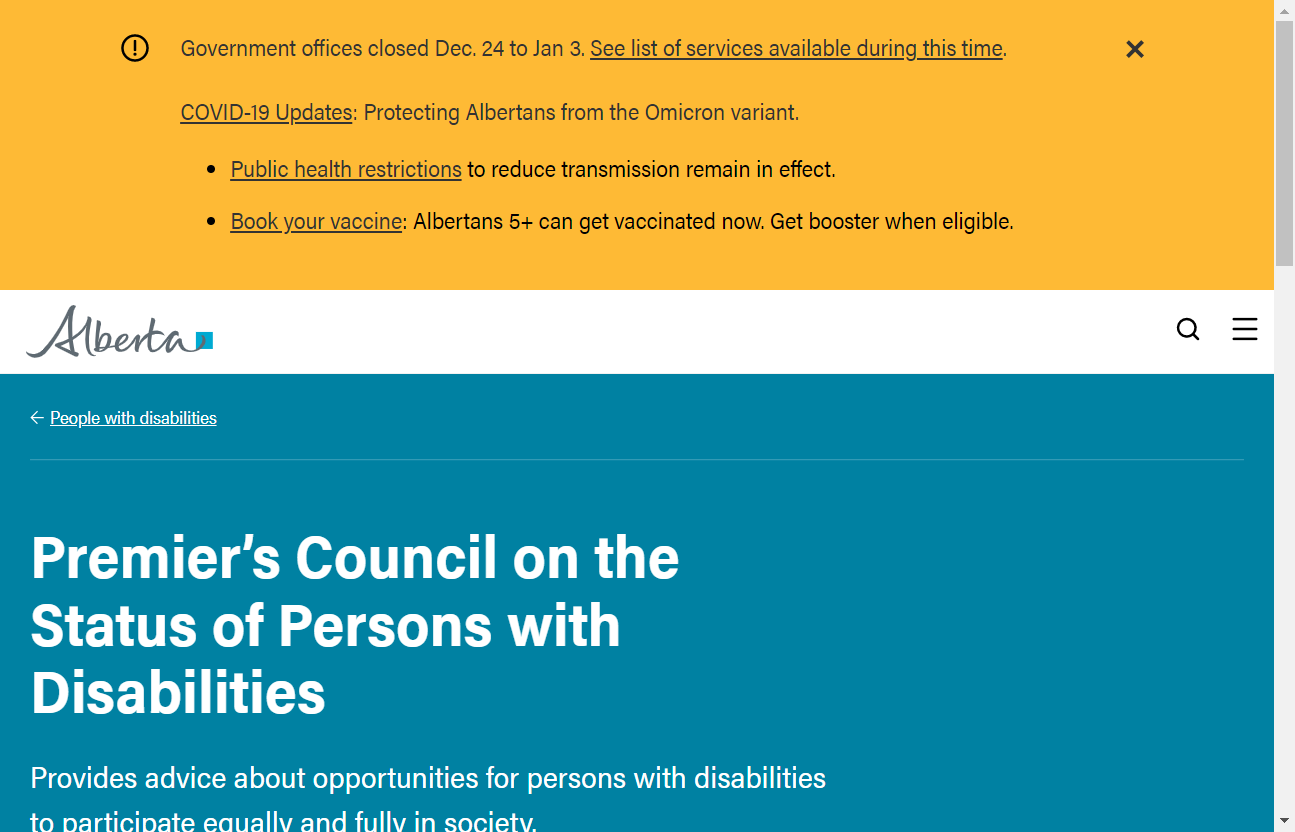 Government offices closed Dec. 24 to Jan 3. See list of services available during this time.
COVID-19 Updates: Protecting Albertans from the Omicron variant.
• Public health restrictions to reduce transmission remain in effect.
• Book your vaccine: Albertans 5+ can get vaccinated now. Get booster when eligible.
Alberta
← People with disabilities
Premier’s Council on the
Status of Persons with
Disabilities
Provides advice about opportunities for persons with disabilities
to participate equally and fully in society.